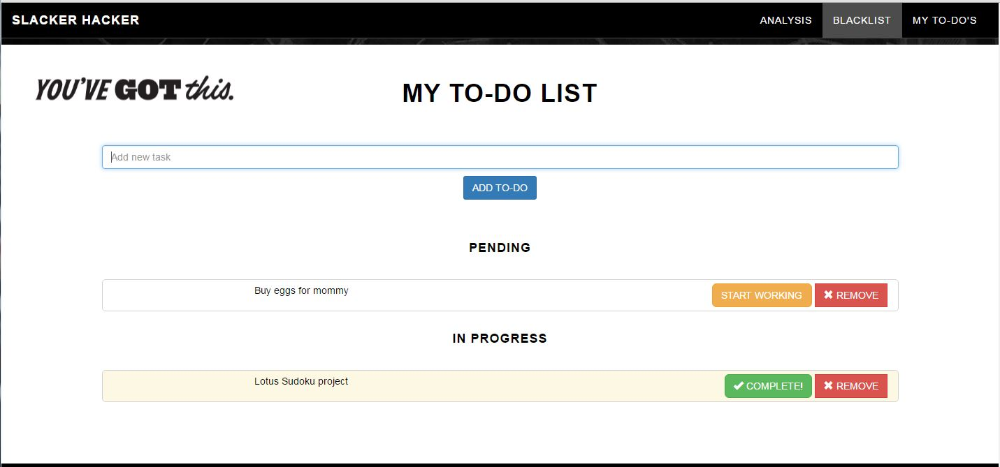 SLACKER HACKER ANALYSIS BLACKLIST MY TO-DO'S
YOU'VE GOT this. MY TO-DO LIST
Add new task
ADD TO-DO
PENDING
Buy eggs for mommy START WORKING REMOVE
IN PROGRESS
Lotus Sudoku project COMPLETE! REMOVE